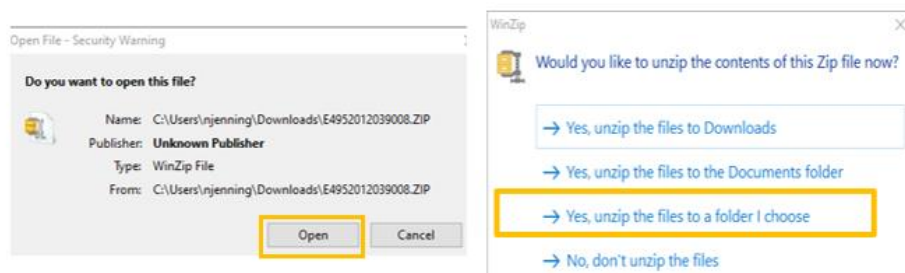 Open File - Security Warning
Do you want to open this file?
Name: C:\Users\njenning\Downloads\E4952012039008.ZIP
Publisher: Unknown Publisher
Type: WinZip File
From: C:\Users\njenning\Downloads\E4952012039008.ZIP
Open Cancel
WinZip
Would you like to unzip the contents of this Zip file now?
→ Yes, unzip the files to Downloads
→ Yes, unzip the files to the Documents folder
→ Yes, unzip the files to a folder I choose
→ No, don't unzip the files